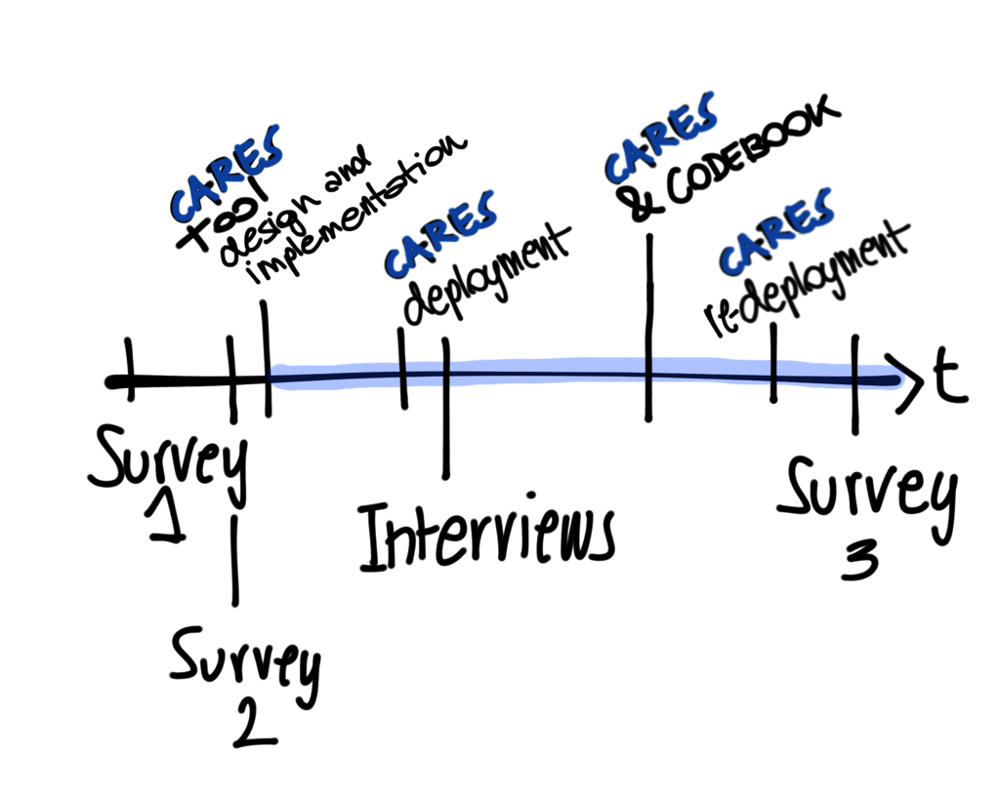 CARES
tool
design and
implementation
CARES
deployment
CARES
& CODEBOOK
CARES
re-deployment
t
Survey
1
Survey
2
Interviews
Survey
3